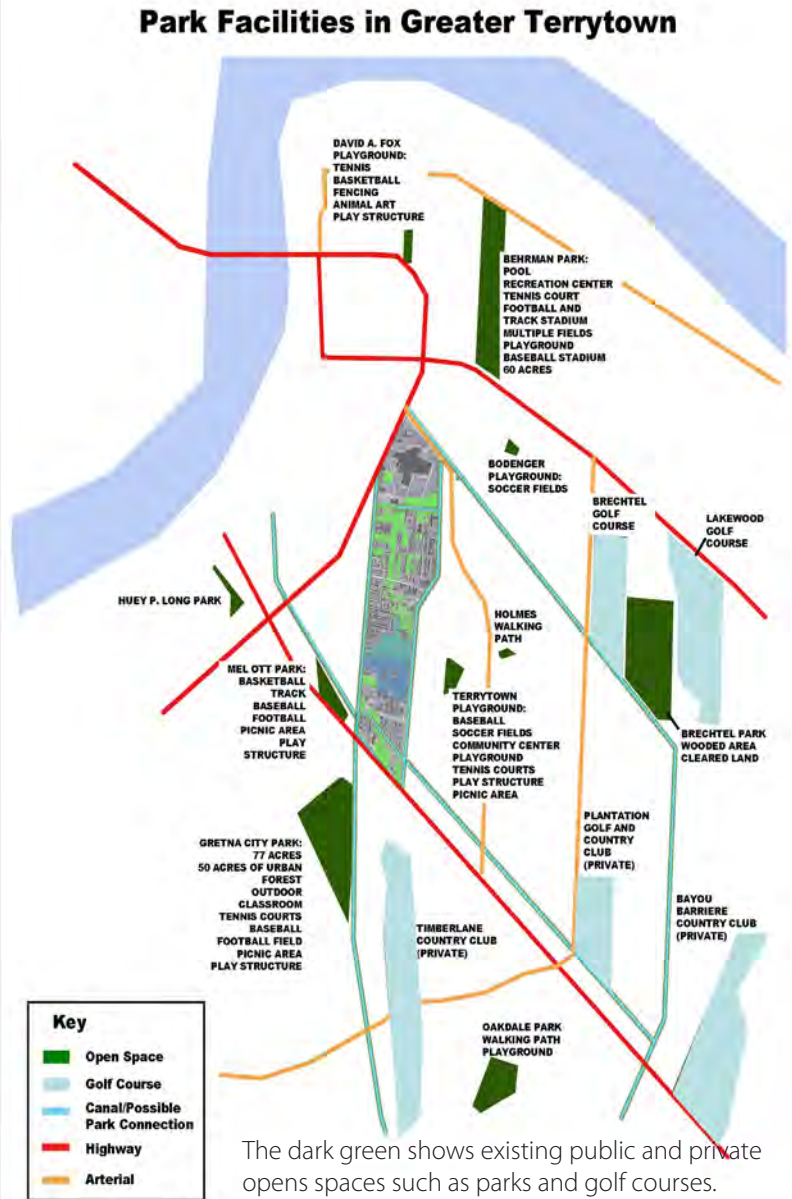 Park Facilities in Greater Terrytown
DAVID A. FOX
PLAYGROUND:
TENNIS
BASKETBALL
FENCING
ANIMAL ART
PLAY STRUCTURE
BEHRMAN PARK:
POOL
RECREATION CENTER
TENNIS COURT
FOOTBALL AND
TRACK STADIUM
MULTIPLE FIELDS
PLAYGROUND
BASEBALL STADIUM
60 ACRES
BODENGER
PLAYGROUND:
SOCCER FIELDS
BRECHTEL
GOLF
COURSE
LAKEWOOD
GOLF
COURSE
HUEY P. LONG PARK
HOLMES
WALKING
PATH
MEL OTT PARK:
BASKETBALL
TRACK
BASEBALL
FOOTBALL
PICNIC AREA
PLAY
STRUCTURE
TERRYTOWN
PLAYGROUND:
BASEBALL
SOCCER FIELDS
COMMUNITY CENTER
PLAYGROUND
TENNIS COURTS
PLAY STRUCTURE
PICNIC AREA
BRECHTEL PARK
WOODED AREA
CLEARED LAND
GRETNA CITY PARK:
77 ACRES
50 ACRES OF URBAN
FOREST
OUTDOOR
CLASSROOM
TENNIS COURTS
BASEBALL
FOOTBALL FIELD
PICNIC AREA
PLAY STRUCTURE
PLANTATION
GOLF AND
COUNTRY
CLUB
(PRIVATE)
TIMBERLANE
COUNTRY CLUB
(PRIVATE)
BAYOU
BARRIERE
COUNTRY CLUB
(PRIVATE)
OAKDALE PARK
WALKING PATH
PLAYGROUND
Key
Open Space
Golf Course
Canal/Possible
Park Connection
Highway
Arterial
The dark green shows existing public and private
opens spaces such as parks and golf courses.